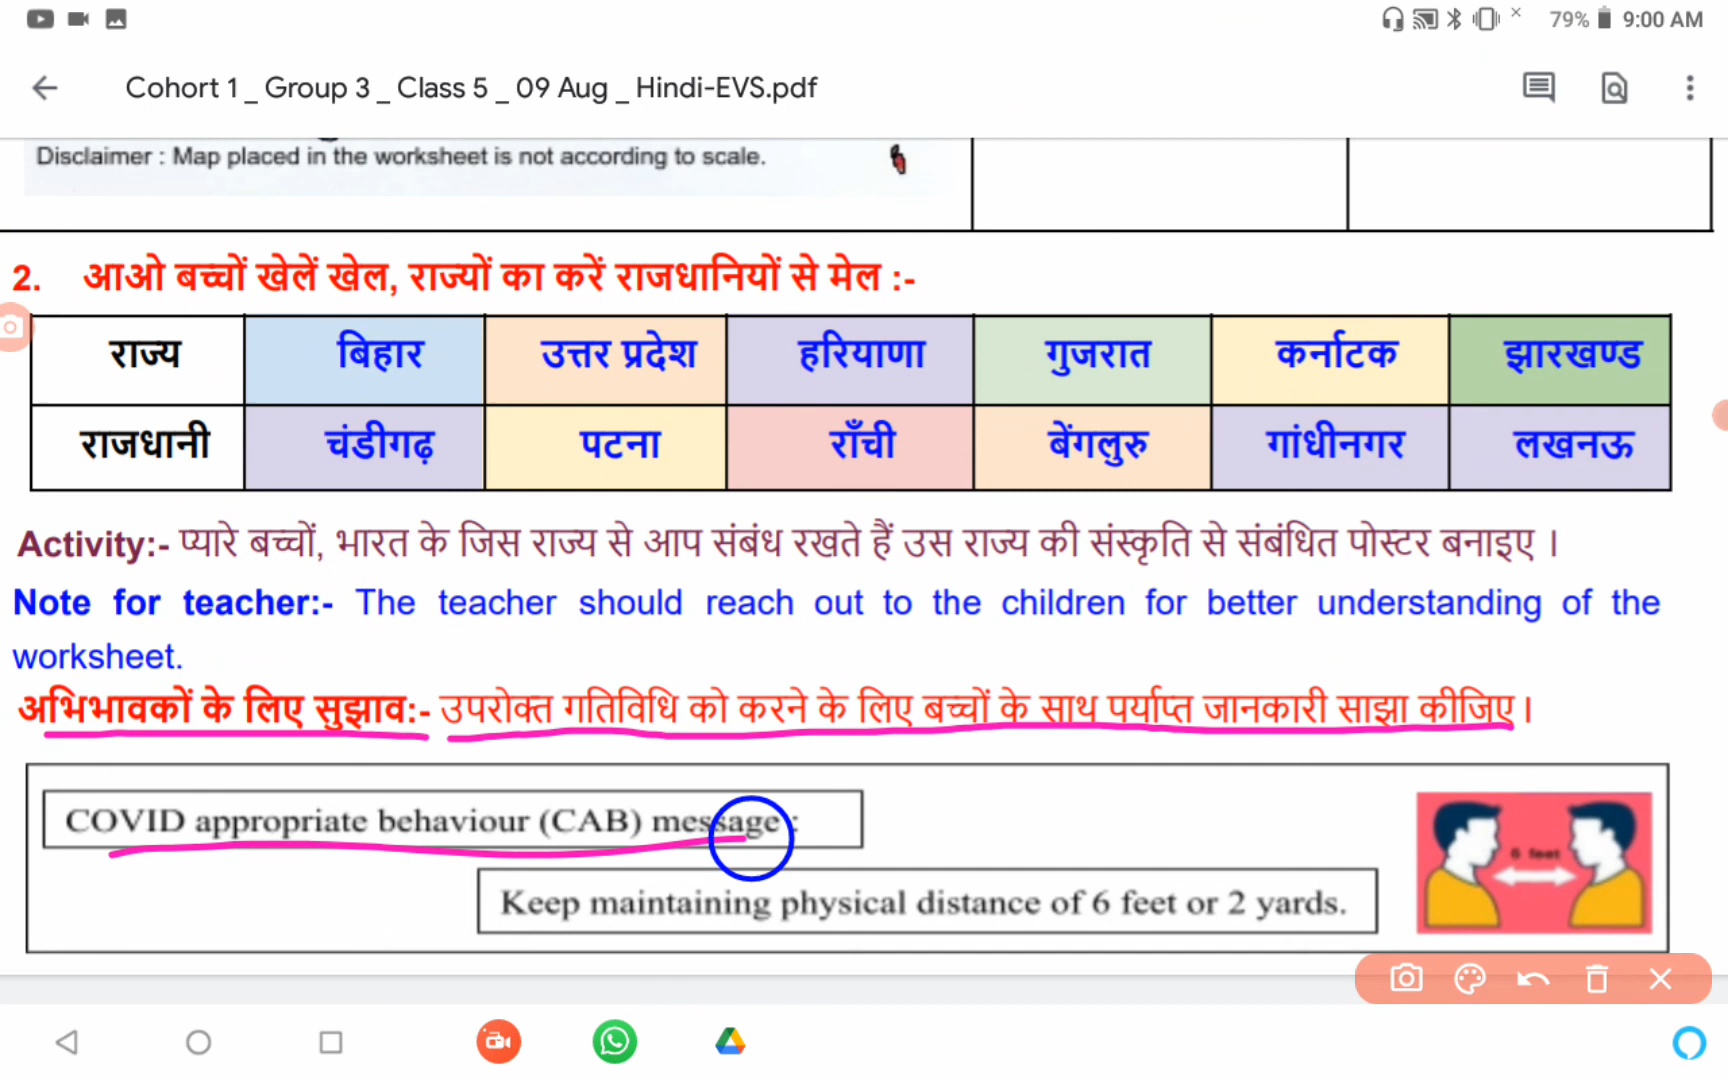 79% 9:00 AM
Cohort 1 _ Group 3 _ Class 5 _ 09 Aug _ Hindi-EVS.pdf
Disclaimer : Map placed in the worksheet is not according to scale.
2. आओ बच्चों खेलें खेल, राज्यों का करें राजधानियों से मेल :-
राज्य बिहार उत्तर प्रदेश हरियाणा गुजरात कर्नाटक झारखण्ड
राजधानी चंडीगढ़ पटना राँची बेंगलुरु गांधीनगर लखनऊ
Activity:- प्यारे बच्चों, भारत के जिस राज्य से आप संबंध रखते हैं उस राज्य की संस्कृति से संबंधित पोस्टर बनाइए ।
Note for teacher:- The teacher should reach out to the children for better understanding of the
worksheet.
अभिभावकों के लिए सुझाव:- उपरोक्त गतिविधि को करने के लिए बच्चों के साथ पर्याप्त जानकारी साझा कीजिए ।
COVID appropriate behaviour (CAB) message :
6 feet
Keep maintaining physical distance of 6 feet or 2 yards.